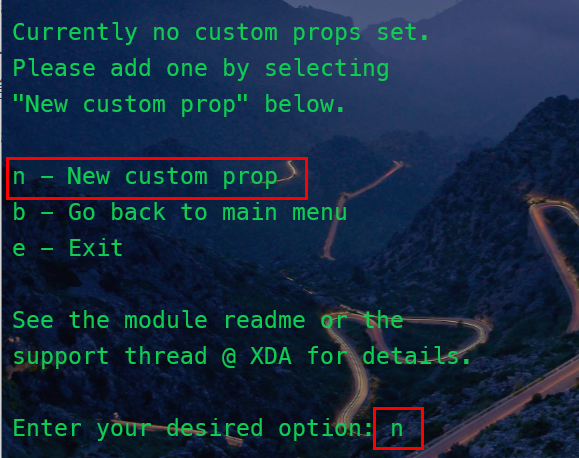 Currently no custom props set.
Please add one by selecting
"New custom prop" below.
n - New custom prop
b - Go back to main menu
e - Exit
See the module readme or the
support thread @ XDA for details.
Enter your desired option: n